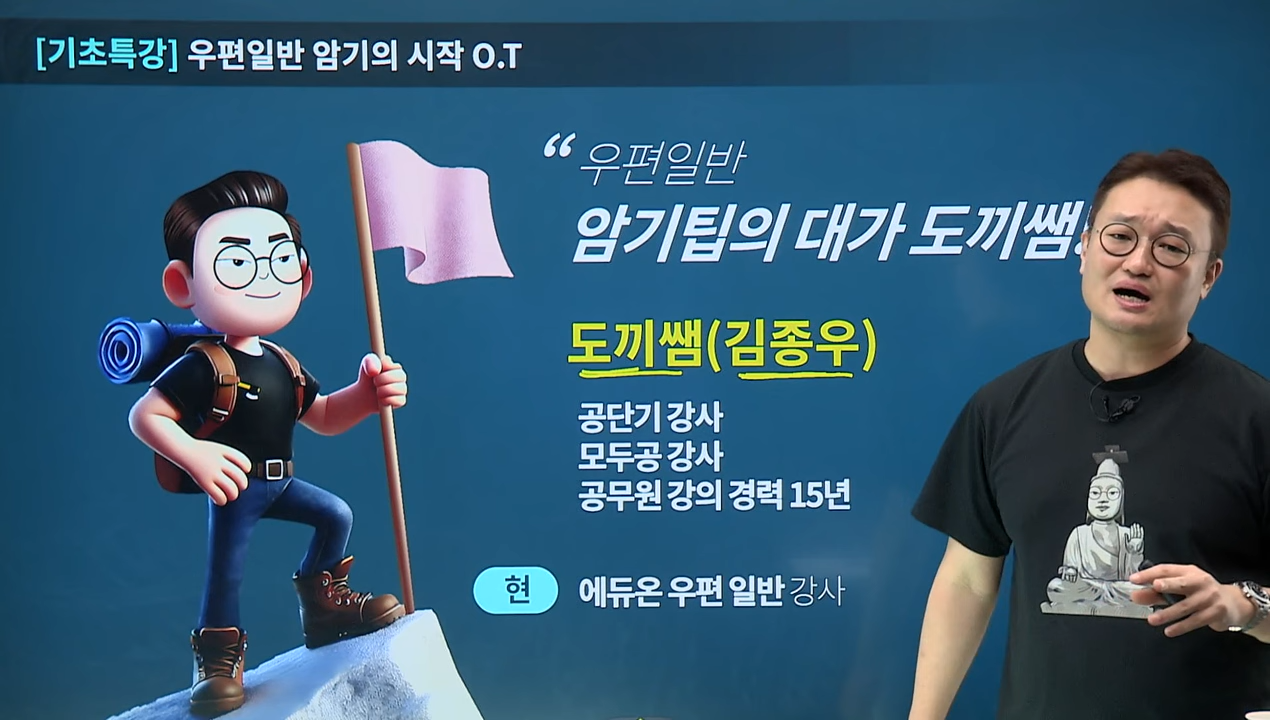 [기초특강] 우편일반 암기의 시작 O.T
“ 우편일반
암기팁의 대가 도끼쌤!
도끼쌤(김종우)
공단기 강사
모두공 강사
공무원 강의 경력 15년
현 에듀온 우편 일반 강사